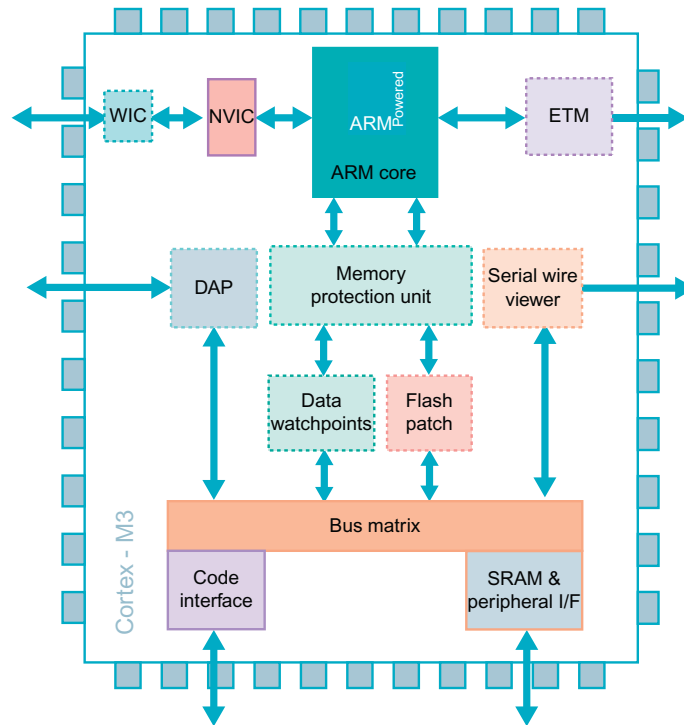 WIC
NVIC
ARM
Powered
ARM core
ETM
DAP
Memory
protection unit
Serial wire
viewer
Data
watchpoints
Flash
patch
Bus matrix
Code
interface
SRAM &
peripheral I/F
Cortex - M3